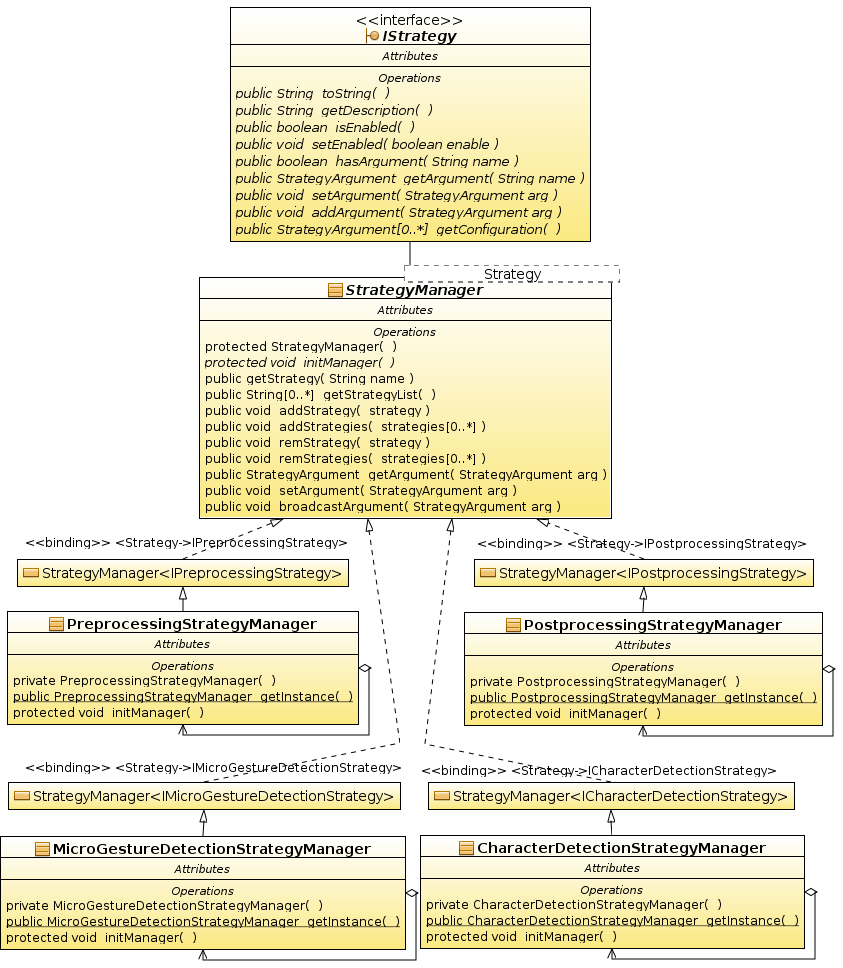 <<interface>>
IStrategy
Attributes
Operations
public String toString( )
public String getDescription( )
public boolean isEnabled( )
public void setEnabled( boolean enable )
public boolean hasArgument( String name )
public StrategyArgument getArgument( String name )
public void setArgument( StrategyArgument arg )
public void addArgument( StrategyArgument arg )
public StrategyArgument[0..*] getConfiguration( )
Strategy
StrategyManager
Attributes
Operations
protected StrategyManager( )
protected void initManager( )
public getStrategy( String name )
public String[0..*] getStrategyList( )
public void addStrategy( strategy )
public void addStrategies( strategies[0..*] )
public void remStrategy( strategy )
public void remStrategies( strategies[0..*] )
public StrategyArgument getArgument( StrategyArgument arg )
public void setArgument( StrategyArgument arg )
public void broadcastArgument( StrategyArgument arg )
<<binding>> <Strategy->IPreprocessingStrategy>
StrategyManager<IPreprocessingStrategy>
PreprocessingStrategyManager
Attributes
Operations
private PreprocessingStrategyManager( )
public PreprocessingStrategyManager getInstance( )
protected void initManager( )
<<binding>> <Strategy->IPostprocessingStrategy>
StrategyManager<IPostprocessingStrategy>
PostprocessingStrategyManager
Attributes
Operations
private PostprocessingStrategyManager( )
public PostprocessingStrategyManager getInstance( )
protected void initManager( )
<<binding>> <Strategy->IMicroGestureDetectionStrategy>
StrategyManager<IMicroGestureDetectionStrategy>
MicroGestureDetectionStrategyManager
Attributes
Operations
private MicroGestureDetectionStrategyManager( )
public MicroGestureDetectionStrategyManager getInstance( )
protected void initManager( )
<<binding>> <Strategy->ICharacterDetectionStrategy>
StrategyManager<ICharacterDetectionStrategy>
CharacterDetectionStrategyManager
Attributes
Operations
private CharacterDetectionStrategyManager( )
public CharacterDetectionStrategyManager getInstance( )
protected void initManager( )